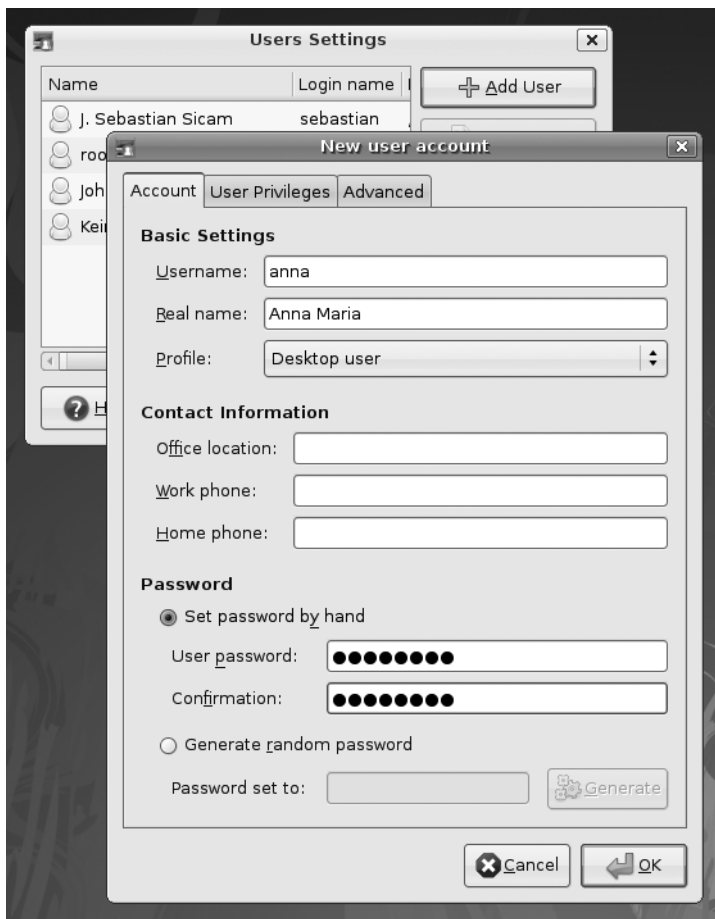 Users Settings
Name Login name
Add User
J. Sebastian Sicam sebastian
New user account
Account User Privileges Advanced
Basic Settings
Username: anna
Real name: Anna Maria
Profile: Desktop user
Contact Information
Office location:
Work phone:
Home phone:
Password
Set password by hand
User password: ●●●●●●●●
Confirmation: ●●●●●●●●
Generate random password
Password set to: Generate
Cancel OK